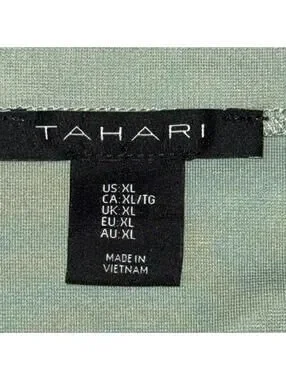 TAHARI
US:XL
CA:XL/TG
UK:XL
EU:XL
AU:XL
MADE IN
VIETNAM